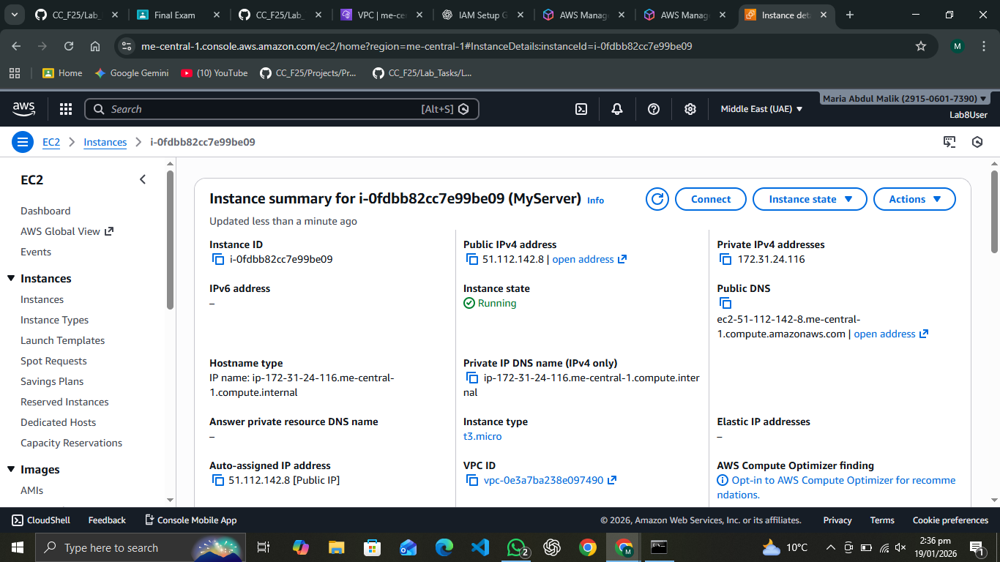 CC_F25/Lab_
Final Exam
CC_F25/Lab_
VPC | me-ce
IAM Setup G
AWS Manag
AWS Manag
Instance det
me-central-1.console.aws.amazon.com/ec2/home?region=me-central-1#InstanceDetails:instanceId=i-0fdbb82cc7e99be09
M
Home
Google Gemini
(10) YouTube
CC_F25/Projects/Pr...
CC_F25/Lab_Tasks/L...
aws
Search
[Alt+S]
Middle East (UAE)
Maria Abdul Malik (2915-0601-7390)
Lab8User
EC2
Instances
i-0fdbb82cc7e99be09
EC2
Dashboard
AWS Global View
Events
Instances
Instances
Instance Types
Launch Templates
Spot Requests
Savings Plans
Reserved Instances
Dedicated Hosts
Capacity Reservations
Images
AMIs
Instance summary for i-0fdbb82cc7e99be09 (MyServer) Info
Connect
Instance state
Actions
Updated less than a minute ago
Instance ID
i-0fdbb82cc7e99be09
Public IPv4 address
51.112.142.8 | open address
Private IPv4 addresses
172.31.24.116
IPv6 address
–
Instance state
Running
Public DNS
ec2-51-112-142-8.me-central-
1.compute.amazonaws.com | open address
Hostname type
IP name: ip-172-31-24-116.me-central-
1.compute.internal
Private IP DNS name (IPv4 only)
ip-172-31-24-116.me-central-1.compute.inter
nal
Answer private resource DNS name
–
Instance type
t3.micro
Elastic IP addresses
–
Auto-assigned IP address
51.112.142.8 [Public IP]
VPC ID
vpc-0e3a7ba238e097490
AWS Compute Optimizer finding
Opt-in to AWS Compute Optimizer for recomme
ndations.
CloudShell
Feedback
Console Mobile App
© 2026, Amazon Web Services, Inc. or its affiliates.
Privacy
Terms
Cookie preferences
Type here to search
2
M
10°C
2:36 pm
19/01/2026
1